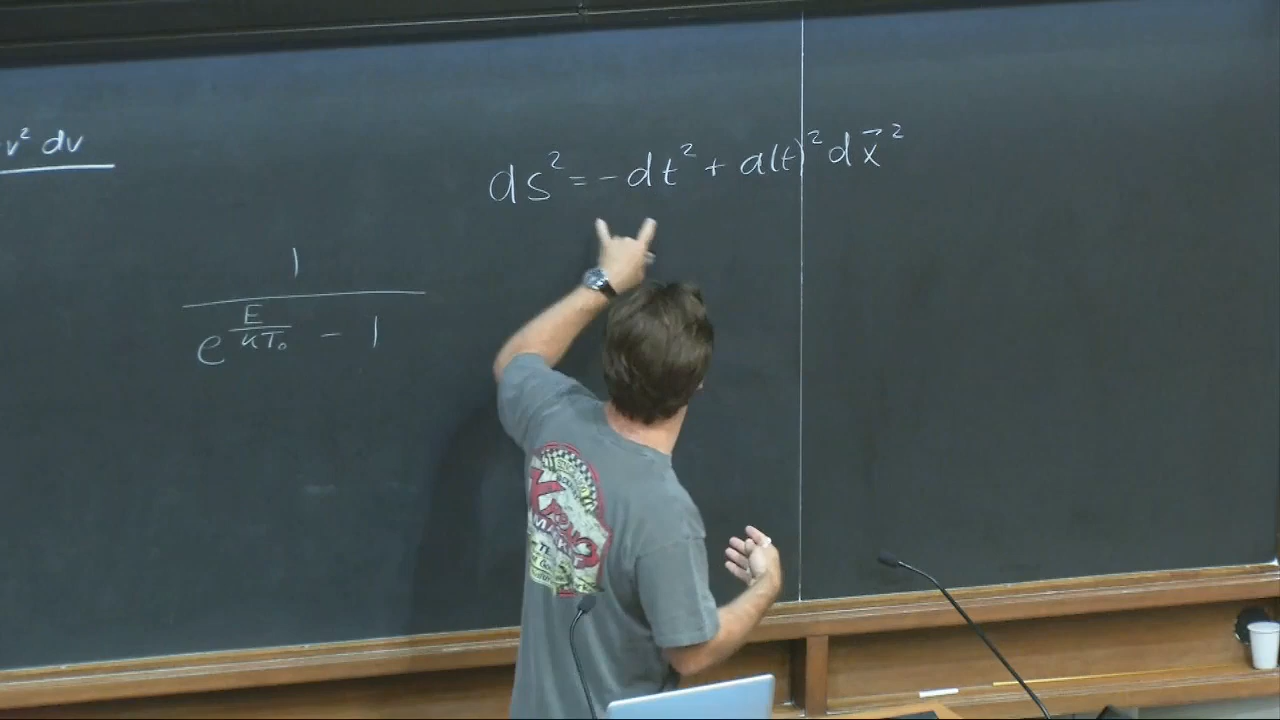 v² dv
ds² = -dt² + a(t)² dx⃗²
1
e^(E/kT₀) - 1